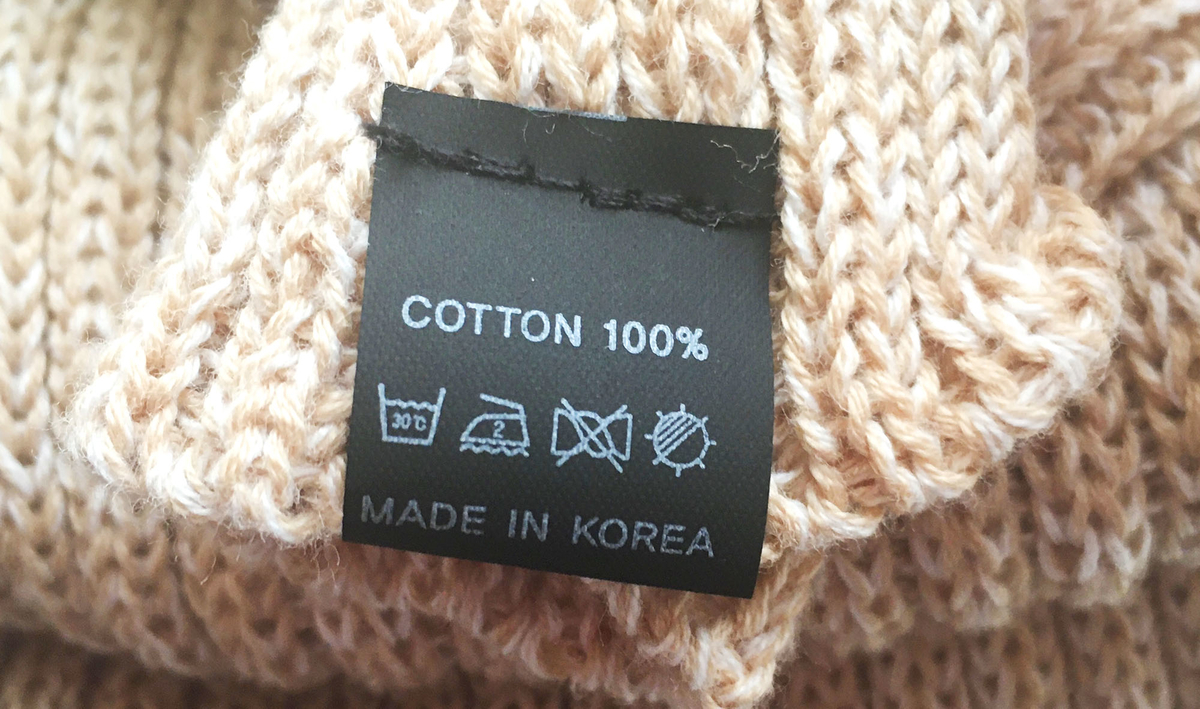 COTTON 100%
30℃ 2
MADE IN KOREA